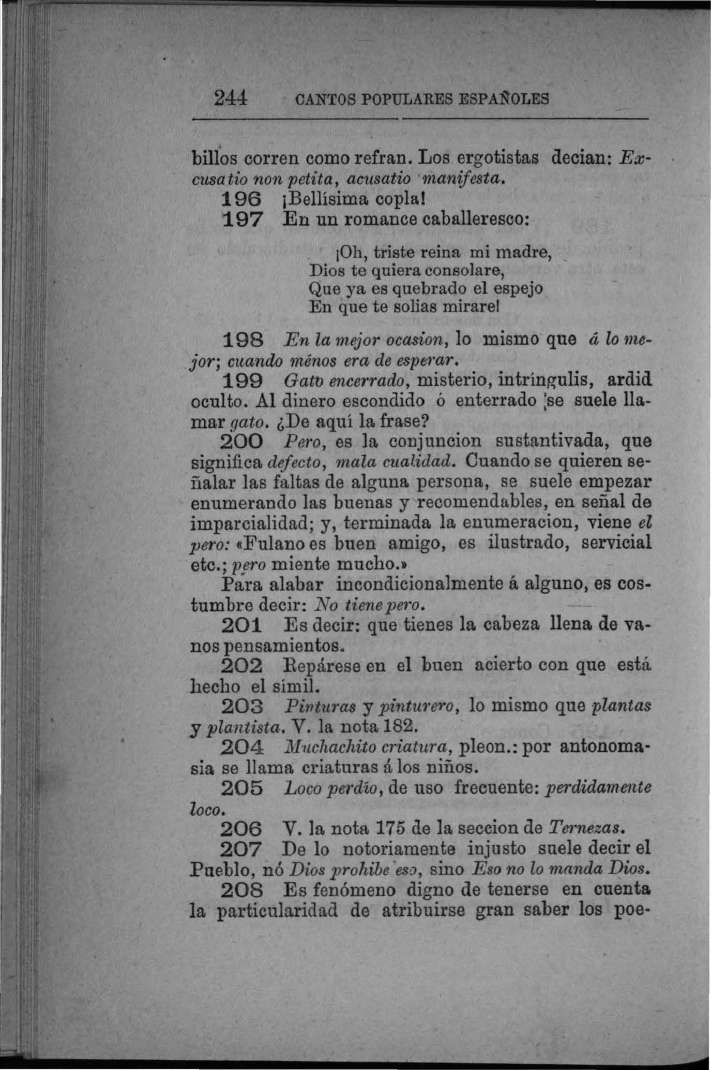 244 CANTOS POPULARES ESPAÑOLES
billos corren como refran. Los ergotistas decian: Ex-
cusatio non petita, acusatio manifesta.
196 ¡Bellísima copla!
197 En un romance caballeresco:
¡Oh, triste reina mi madre,
Dios te quiera consolare,
Que ya es quebrado el espejo
En que te solias mirare!
198 En la mejor ocasion, lo mismo que á lo me-
jor; cuando ménos era de esperar.
199 Gato encerrado, misterio, intríngulis, ardid
oculto. Al dinero escondido ó enterrado se suele lla-
mar gato. ¿De aquí la frase?
200 Pero, es la conjuncion sustantivada, que
significa defecto, mala cualidad. Cuando se quieren se-
ñalar las faltas de alguna persona, se suele empezar
enumerando las buenas y recomendables, en señal de
imparcialidad; y, terminada la enumeracion, viene el
pero: «Fulano es buen amigo, es ilustrado, servicial
etc.; pero miente mucho.»
Para alabar incondicionalmente á alguno, es cos-
tumbre decir: No tiene pero.
201 Es decir: que tienes la cabeza llena de va-
nos pensamientos.
202 Repárese en el buen acierto con que está
hecho el símil.
203 Pinturas y pinturero, lo mismo que plantas
y plantista. V. la nota 182.
204 Muchachito criatura, pleon.: por antonoma-
sia se llama criaturas á los niños.
205 Loco perdío, de uso frecuente: perdidamente
loco.
206 V. la nota 175 de la seccion de Ternezas.
207 De lo notoriamente injusto suele decir el
Pueblo, nó Dios prohibe eso, sino Eso no lo manda Dios.
208 Es fenómeno digno de tenerse en cuenta
la particularidad de atribuirse gran saber los poe-